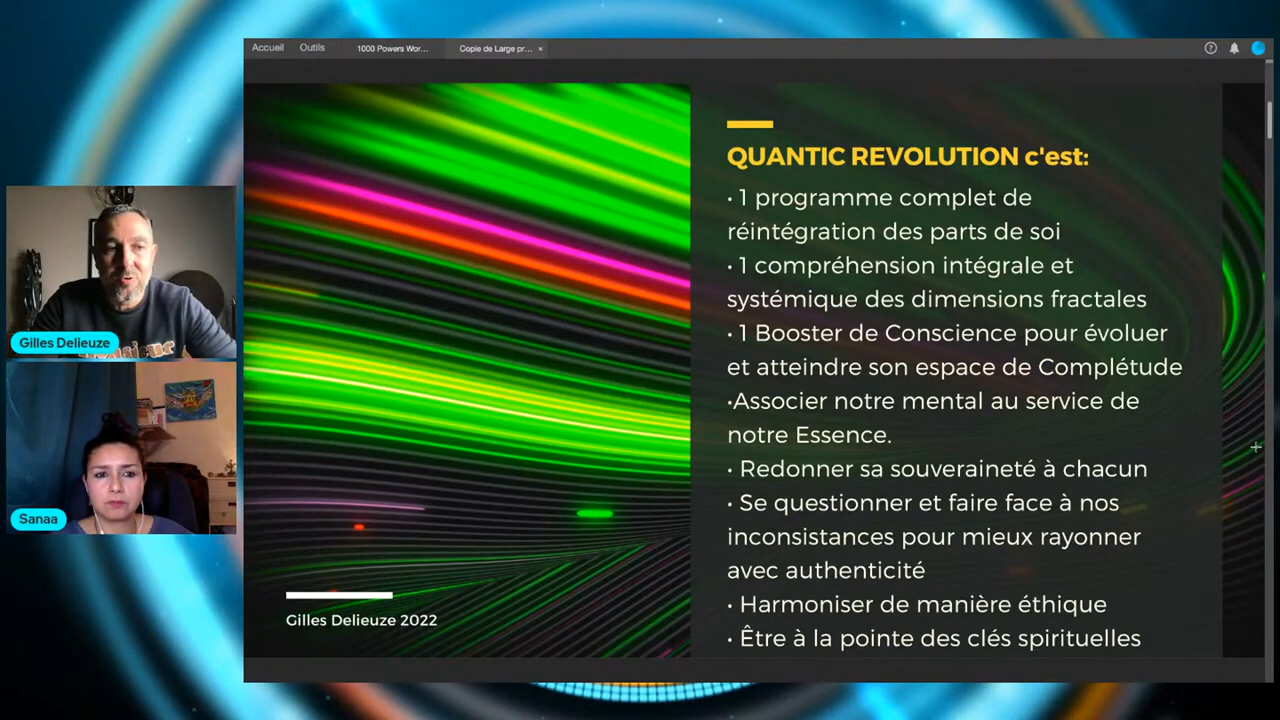 Accueil Outils 1000 Powers Wor... Copie de Large pr... ×
QUANTIC REVOLUTION c'est:
• 1 programme complet de
réintégration des parts de soi
• 1 compréhension intégrale et
systémique des dimensions fractales
• 1 Booster de Conscience pour évoluer
et atteindre son espace de Complétude
•Associer notre mental au service de
notre Essence.
• Redonner sa souveraineté à chacun
• Se questionner et faire face à nos
inconsistances pour mieux rayonner
avec authenticité
• Harmoniser de manière éthique
• Être à la pointe des clés spirituelles
Gilles Delieuze 2022
Gilles Delieuze
Sanaa